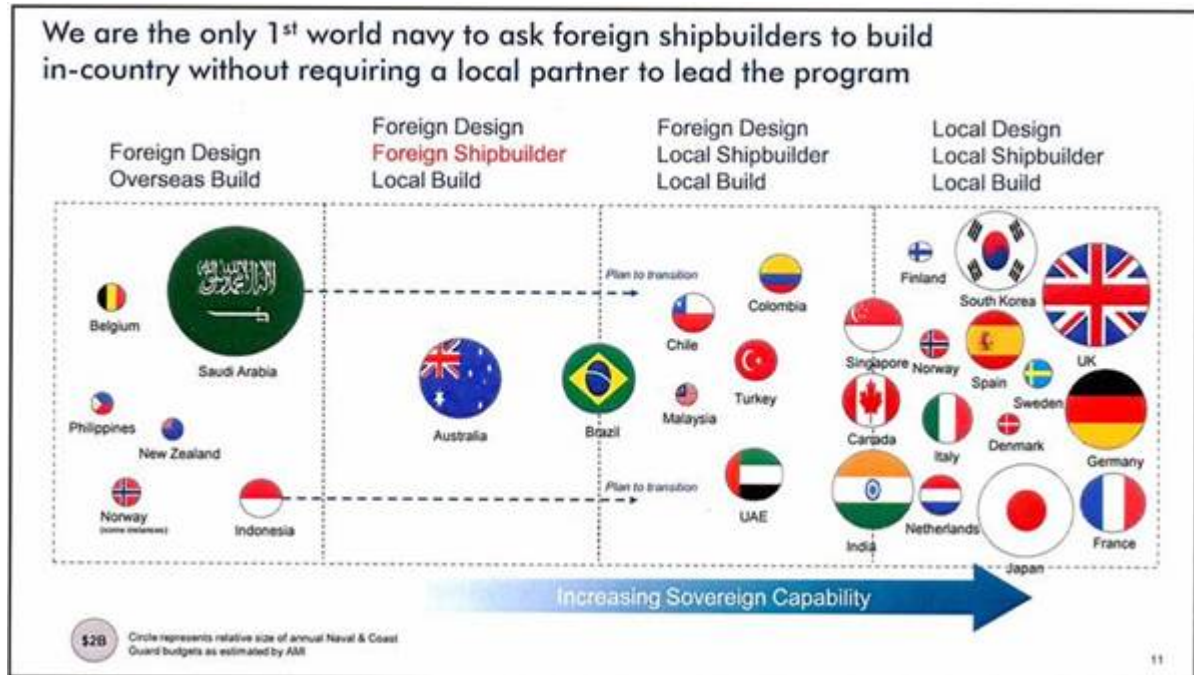 We are the only 1st world navy to ask foreign shipbuilders to build
in-country without requiring a local partner to lead the program
Foreign Design
Overseas Build
Foreign Design
Foreign Shipbuilder
Local Build
Foreign Design
Local Shipbuilder
Local Build
Local Design
Local Shipbuilder
Local Build
Belgium
Saudi Arabia
Philippines
New Zealand
Norway
(some instances)
Indonesia
Plan to transition
Plan to transition
Australia
Brazil
Colombia
Chile
Malaysia
Turkey
UAE
Singapore
Canada
India
Finland
South Korea
UK
Norway
Spain
Sweden
Italy
Denmark
Germany
Netherlands
Japan
France
Increasing Sovereign Capability
$2B
Circle represents relative size of annual Naval & Coast
Guard budgets as estimated by AMI
11